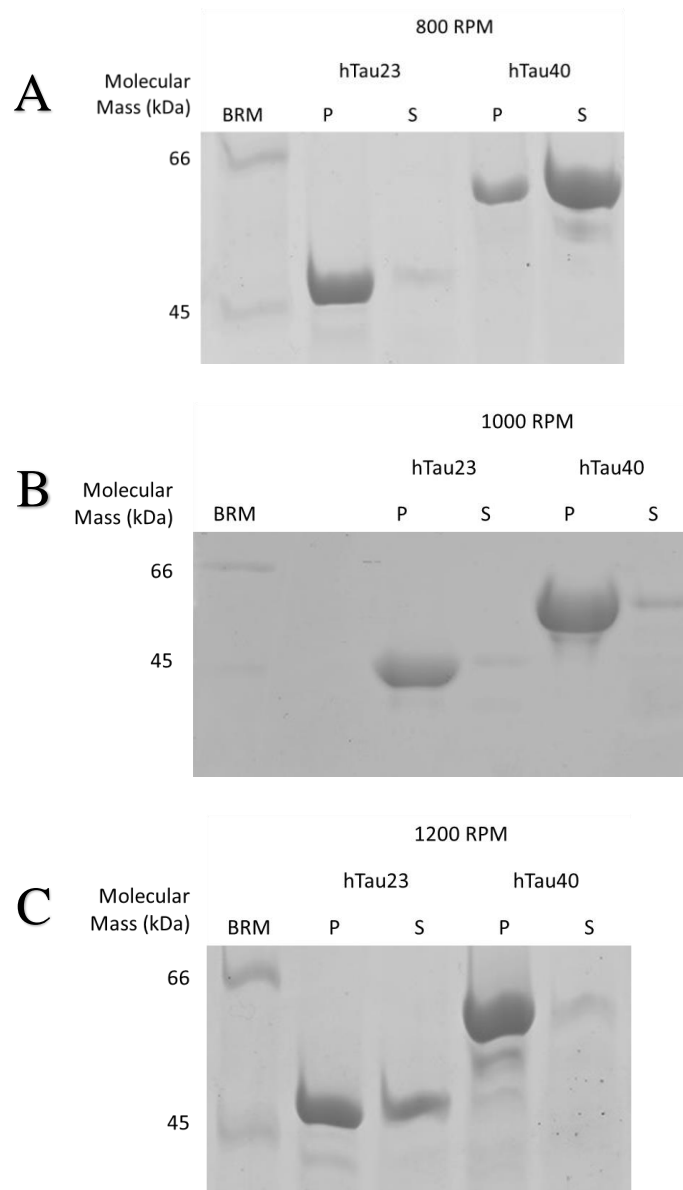 A
800 RPM
hTau23 hTau40
Molecular
Mass (kDa)
BRM P S P S
66
45
B
1000 RPM
hTau23 hTau40
Molecular
Mass (kDa)
BRM P S P S
66
45
C
1200 RPM
hTau23 hTau40
Molecular
Mass (kDa)
BRM P S P S
66
45